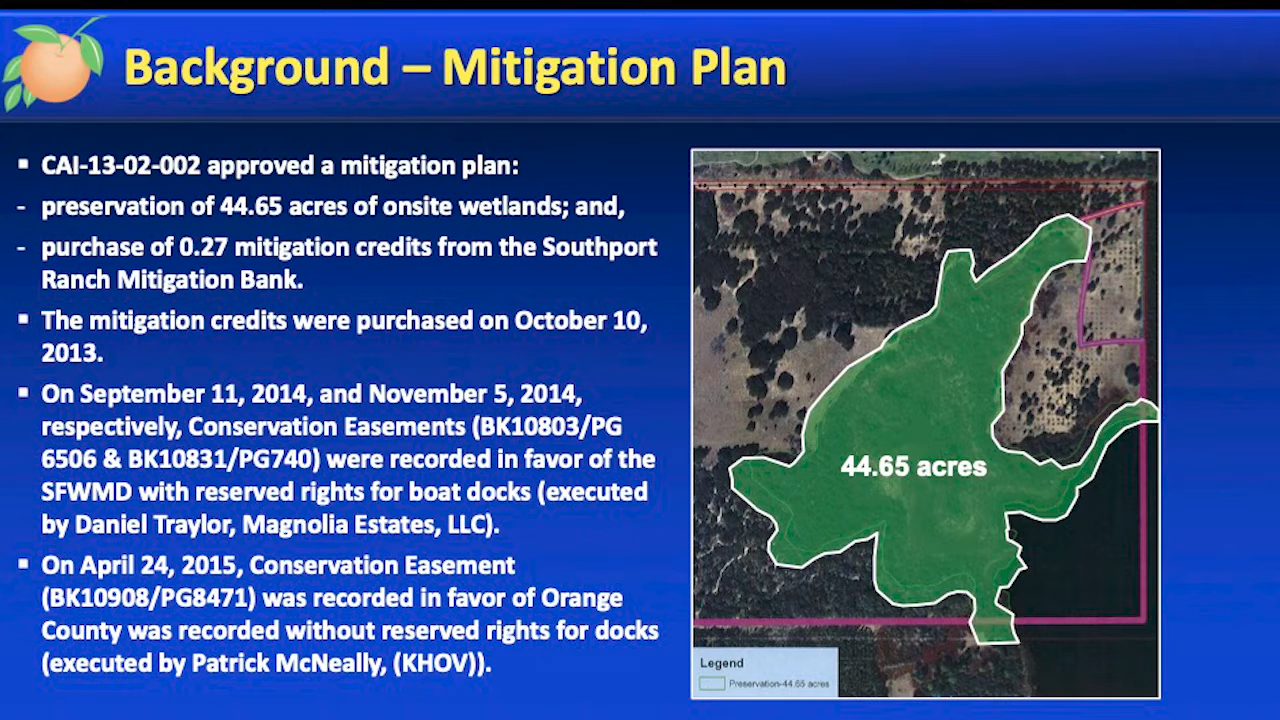 Background – Mitigation Plan
▪ CAI-13-02-002 approved a mitigation plan:
- preservation of 44.65 acres of onsite wetlands; and,
- purchase of 0.27 mitigation credits from the Southport
Ranch Mitigation Bank.
▪ The mitigation credits were purchased on October 10,
2013.
▪ On September 11, 2014, and November 5, 2014,
respectively, Conservation Easements (BK10803/PG
6506 & BK10831/PG740) were recorded in favor of the
SFWMD with reserved rights for boat docks (executed
by Daniel Traylor, Magnolia Estates, LLC).
▪ On April 24, 2015, Conservation Easement
(BK10908/PG8471) was recorded in favor of Orange
County was recorded without reserved rights for docks
(executed by Patrick McNeally, (KHOV)).
44.65 acres
Legend
Preservation-44.65 acres